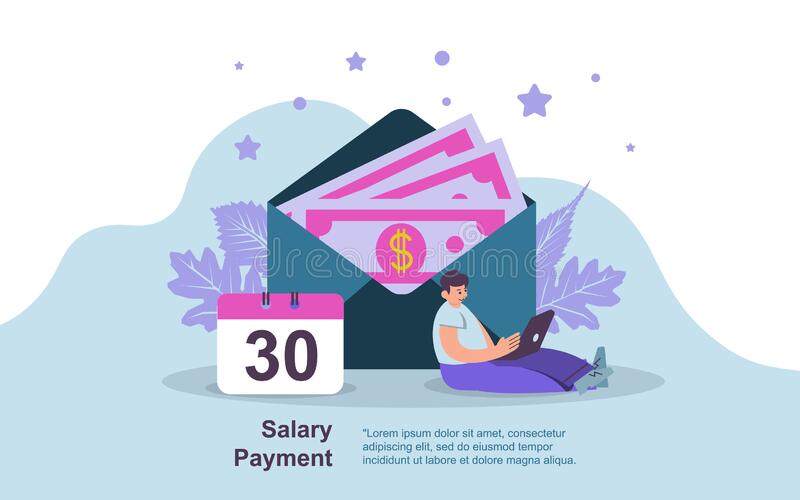 $
dreamstime
30
Salary
Payment
"Lorem ipsum dolor sit amet, consectetur
adipiscing elit, sed do eiusmod tempor
incididunt ut labore et dolore magna aliqua.